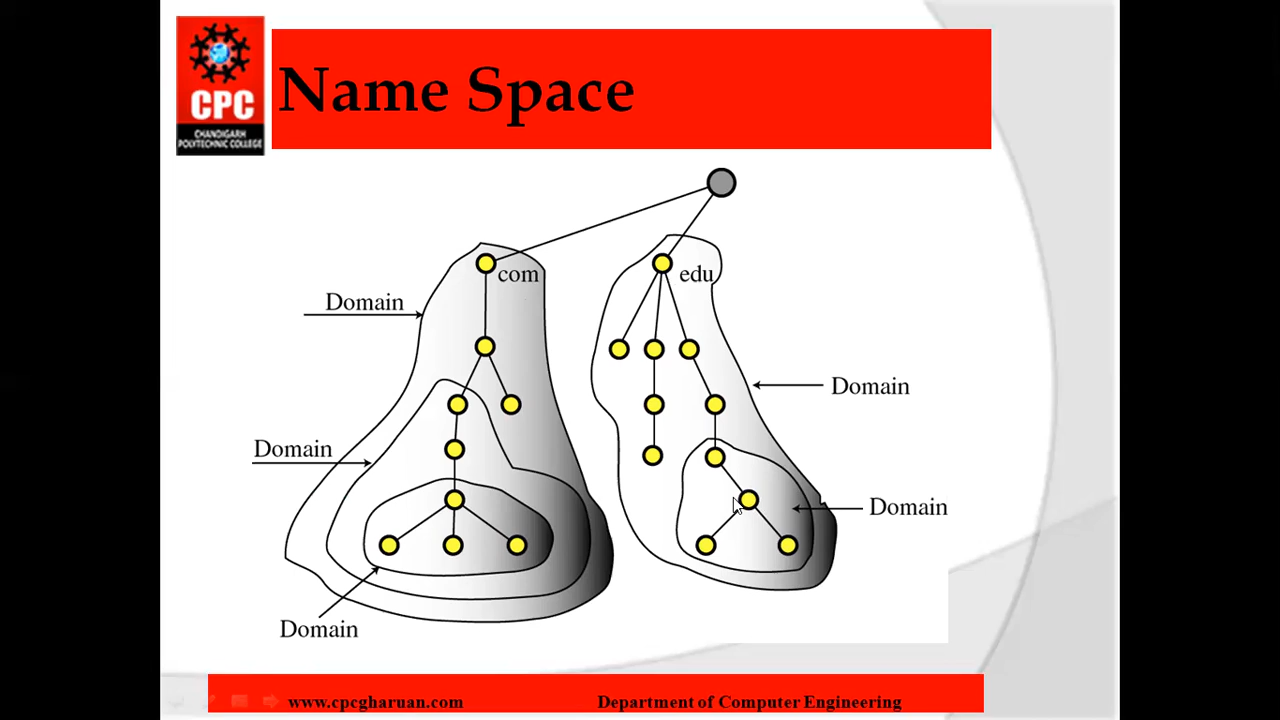 Name Space
CPC
CHANDIGARH
POLYTECHNIC COLLEGE
com
edu
Domain
Domain
Domain
Domain
Domain
www.cpcgharuan.com
Department of Computer Engineering